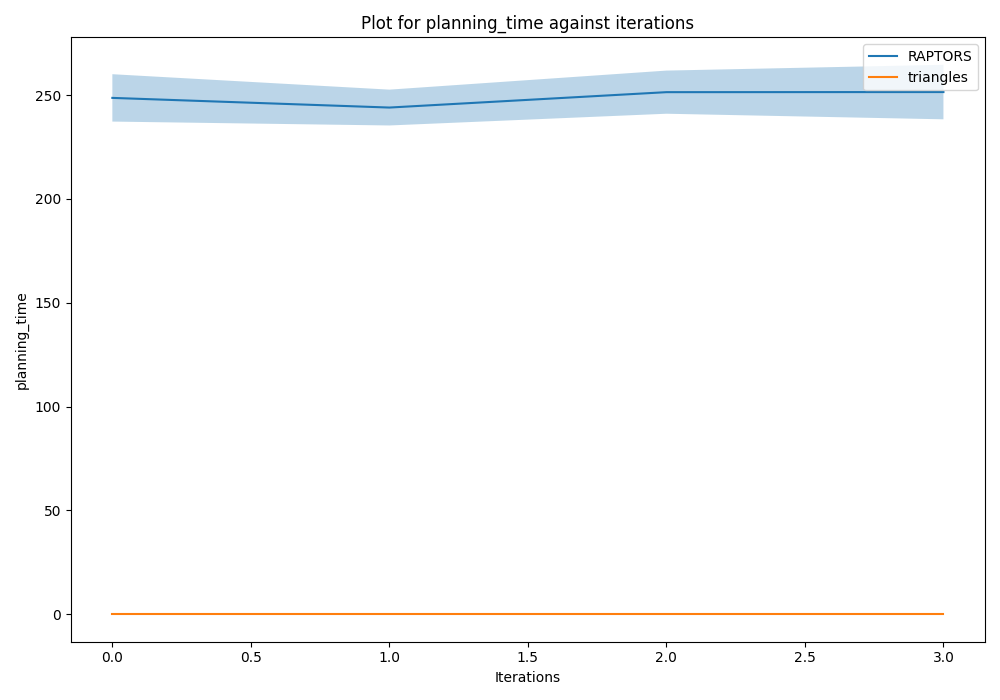 Plot for planning_time against iterations
RAPTORS
triangles
planning_time
250
200
150
100
50
0
0.0 0.5 1.0 1.5 2.0 2.5 3.0
Iterations